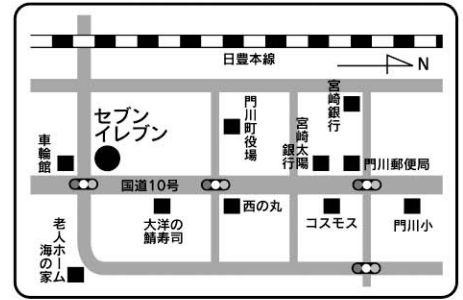 日豊本線
N
宮崎銀行
門川町役場
宮崎太陽
銀行
セブン
イレブン
車輪館
門川郵便局
国道10号
西の丸
大洋の
鯖寿司
コスモス
門川小
老人ホーム
海の家